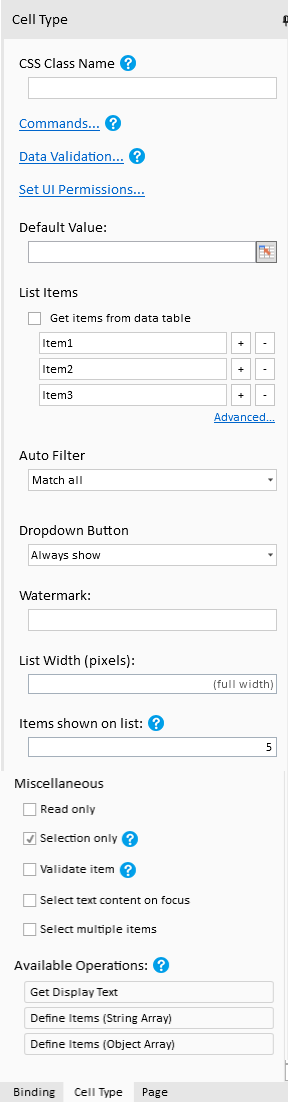 Cell Type
CSS Class Name ?
Commands... ?
Data Validation... ?
Set UI Permissions...
Default Value:
List Items
Get items from data table
Item1 + -
Item2 + -
Item3 + -
Advanced...
Auto Filter
Match all
Dropdown Button
Always show
Watermark:
List Width (pixels):
(full width)
Items shown on list: ?
5
Miscellaneous
Read only
Selection only ?
Validate item ?
Select text content on focus
Select multiple items
Available Operations: ?
Get Display Text
Define Items (String Array)
Define Items (Object Array)
Binding Cell Type Page